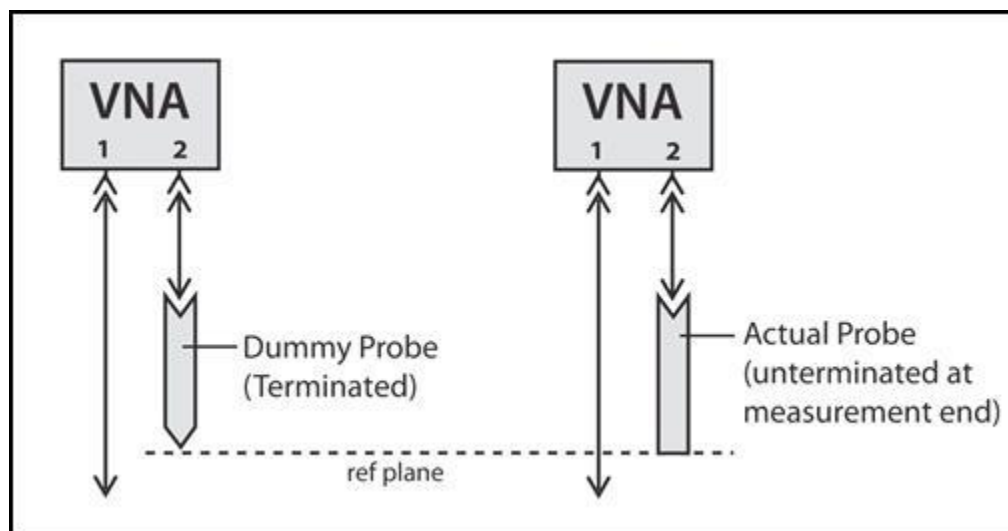 VNA
1 2
Dummy Probe
(Terminated)
VNA
1 2
Actual Probe
(unterminated at
measurement end)
ref plane